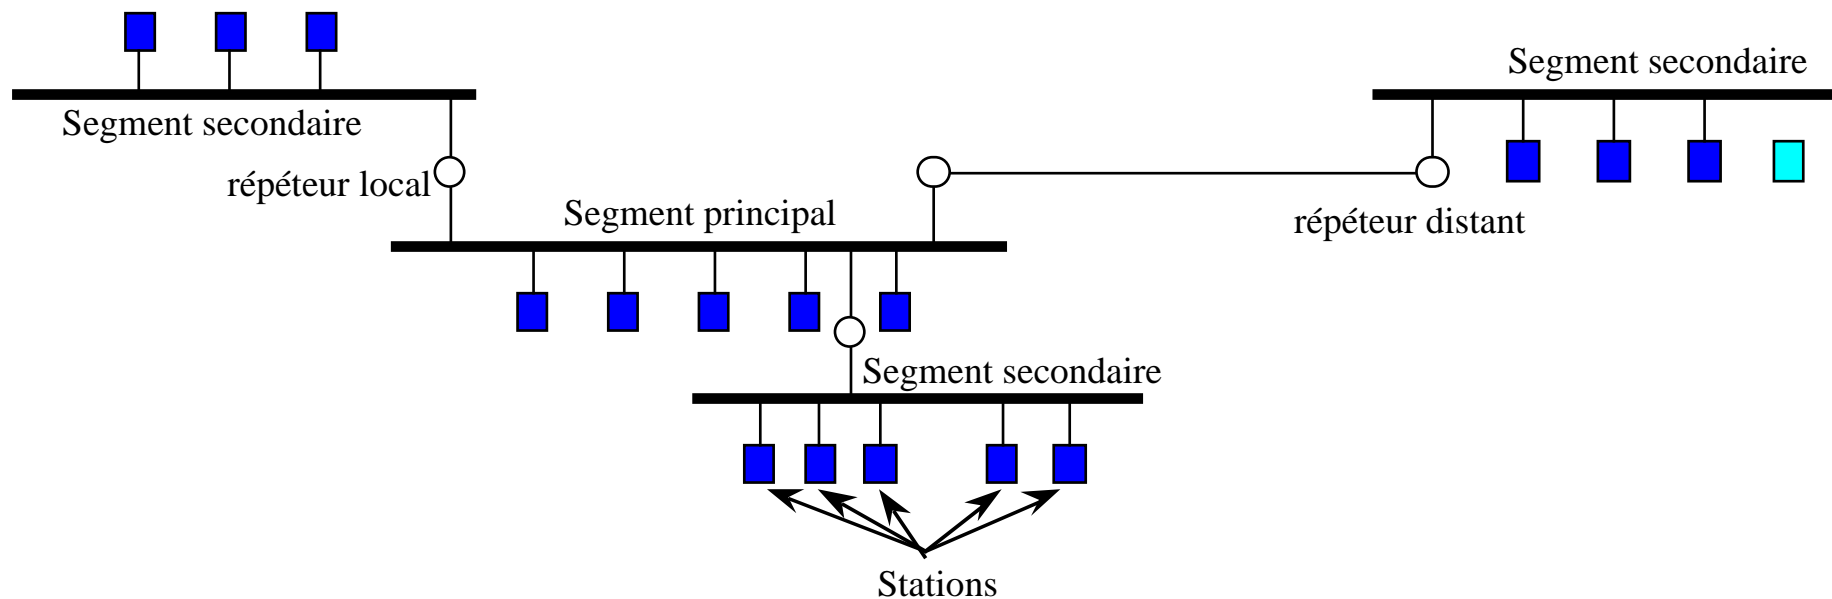 Segment secondaire
Segment secondaire
répéteur local
Segment principal
répéteur distant
Segment secondaire
Stations